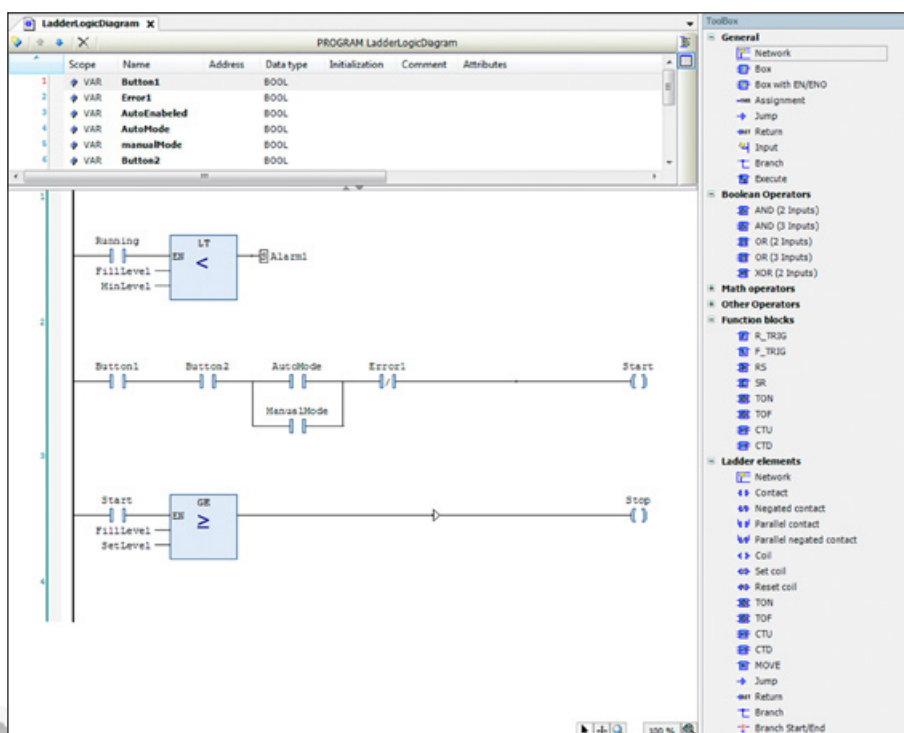 LadderLogicDiagram X
PROGRAM LadderLogicDiagram
Scope Name Address Data type Initialization Comment Attributes
1 VAR Button1 BOOL
2 VAR Error1 BOOL
3 VAR AutoEnabeled BOOL
4 VAR AutoMode BOOL
5 VAR manualMode BOOL
6 VAR Button2 BOOL
1
Running
LT
EN <
S Alarm1
FillLevel
MinLevel
2
Button1 Button2 AutoMode Error1 Start
ManualMode
3
Start GE Stop
EN ≥
FillLevel
SetLevel
4
100 %
ToolBox
General
Network
Box
Box with EN/ENO
Assignment
Jump
Return
Input
Branch
Execute
Boolean Operators
AND (2 Inputs)
AND (3 Inputs)
OR (2 Inputs)
OR (3 Inputs)
XOR (2 Inputs)
Math operators
Other Operators
Function blocks
R_TRIG
F_TRIG
RS
SR
TON
TOF
CTU
CTD
Ladder elements
Network
Contact
Negated contact
Parallel contact
Parallel negated contact
Coil
Set coil
Reset coil
TON
TOF
CTU
CTD
MOVE
Jump
Return
Branch
Branch Start/End